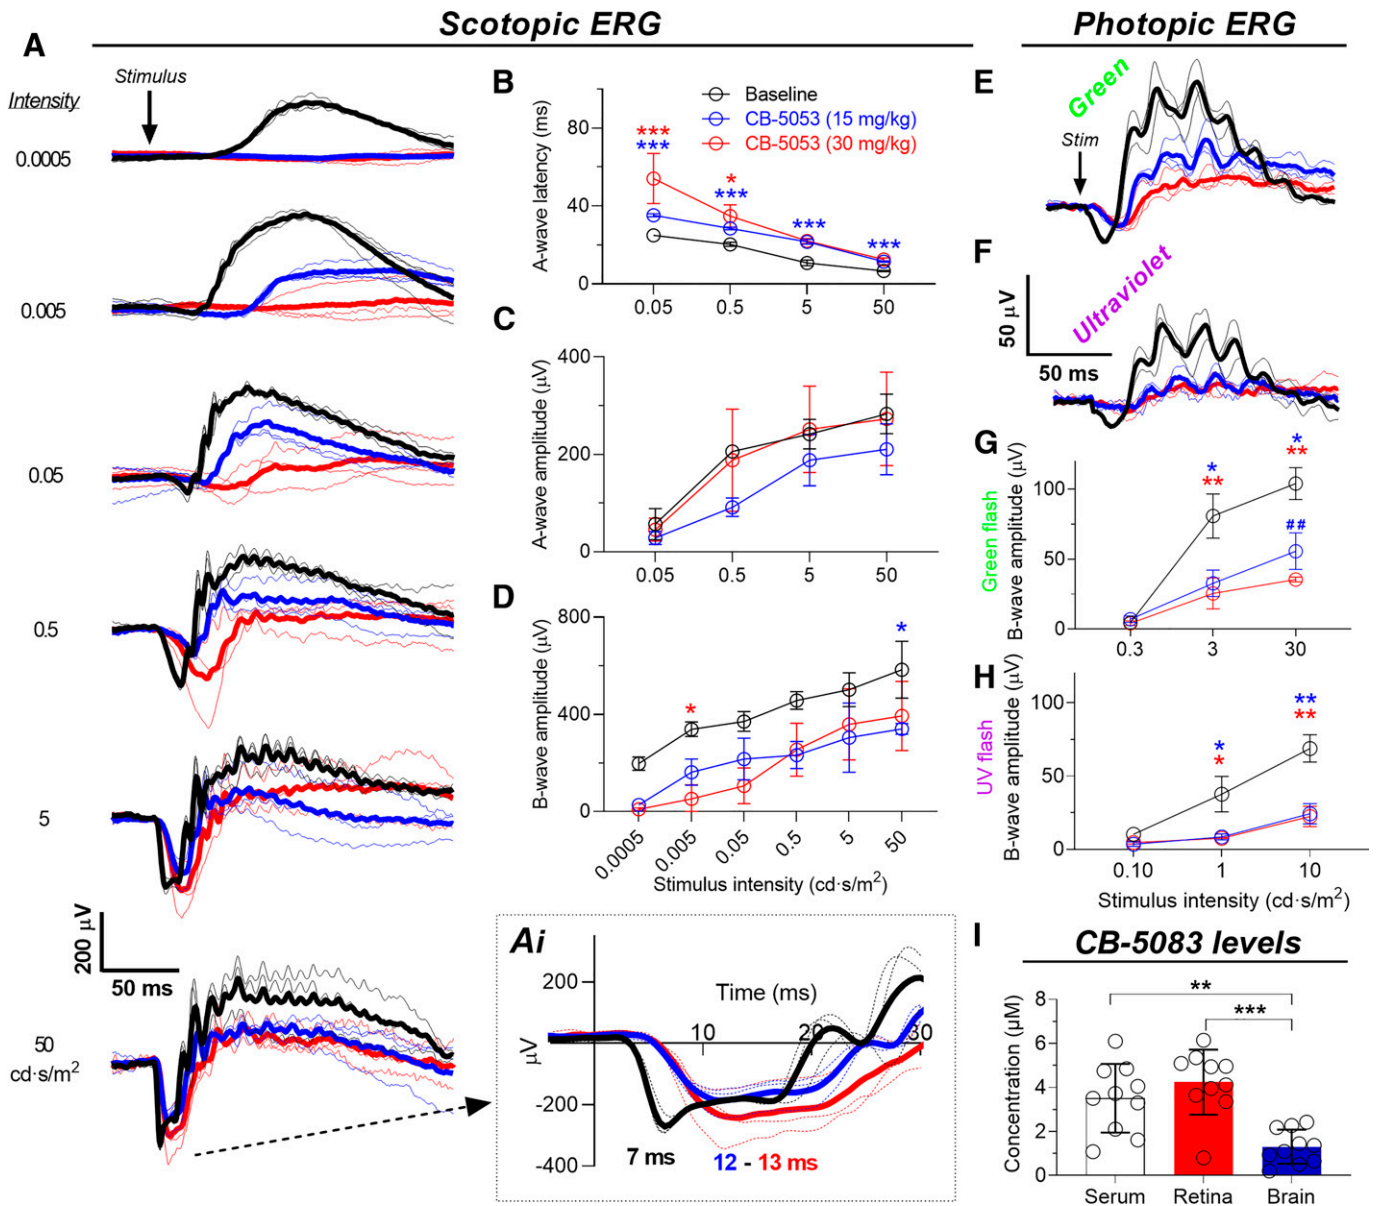 Scotopic ERG
Photopic ERG
A
Intensity
Stimulus
0.0005
0.005
0.05
0.5
5
50
cd·s/m²
200 µV
50 ms
B
A-wave latency (ms)
80
40
0
Baseline
CB-5053 (15 mg/kg)
CB-5053 (30 mg/kg)
***
***
*
***
***
***
0.05
0.5
5
50
C
A-wave amplitude (µV)
400
200
0
0.05
0.5
5
50
D
B-wave amplitude (µV)
800
400
0
*
*
0.0005
0.005
0.05
0.5
5
50
Stimulus intensity (cd·s/m²)
Ai
µV
200
-200
-400
Time (ms)
10
20
30
7 ms
12 - 13 ms
E
Green
Stim
F
Ultraviolet
50 µV
50 ms
G
Green flash
B-wave amplitude (µV)
100
50
0
*
**
*
**
##
0.3
3
30
H
UV flash
B-wave amplitude (µV)
100
50
0
*
*
**
**
0.10
1
10
Stimulus intensity (cd·s/m²)
I
CB-5083 levels
Concentration (µM)
8
6
4
2
0
**
***
Serum
Retina
Brain